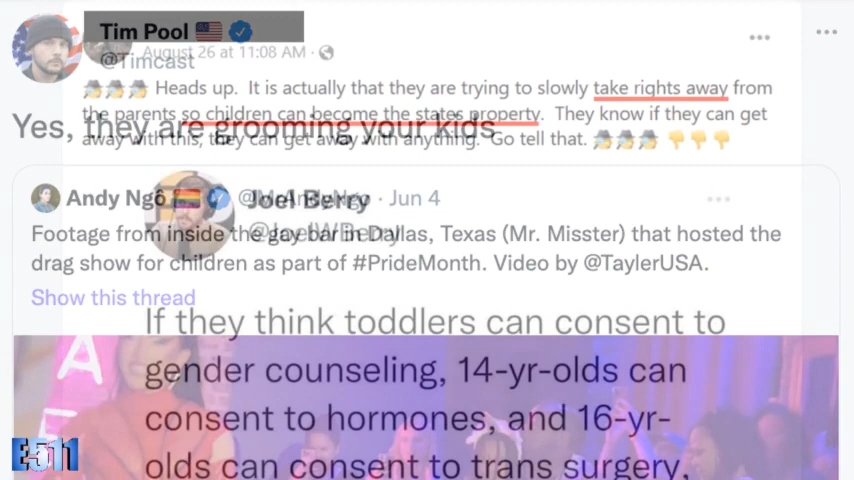 Tim Pool
@Timcast
August 26 at 11:08 AM
Heads up. It is actually that they are trying to slowly take rights away from
the parents so children can become the states property. They know if they can get
away with this, they can get away with anything. Go tell that.
Yes, they are grooming your kids
Andy Ngô
Jun 4
Joel Berry
@JoelWBerry
Footage from inside the gay bar in Dallas, Texas (Mr. Misster) that hosted the
drag show for children as part of #PrideMonth. Video by @TaylerUSA.
Show this thread
If they think toddlers can consent to
gender counseling, 14-yr-olds can
consent to hormones, and 16-yr-
olds can consent to trans surgery,
A
E511